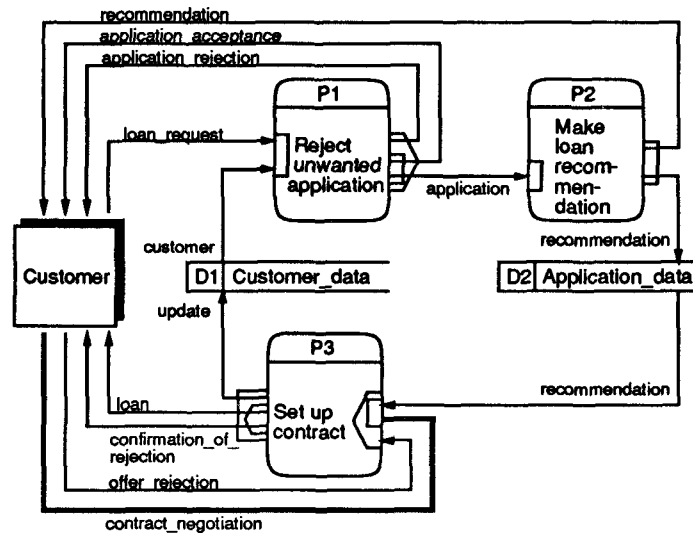 recommendation
application_acceptance
application_rejection
P1
P2
loan_request
Reject
unwanted
application
Make
loan
recom-
men-
dation
application
customer
recommendation
Customer
D1 Customer_data
D2 Application_data
update
P3
recommendation
loan
Set up
contract
confirmation_of_
rejection
offer_rejection
contract_negotiation